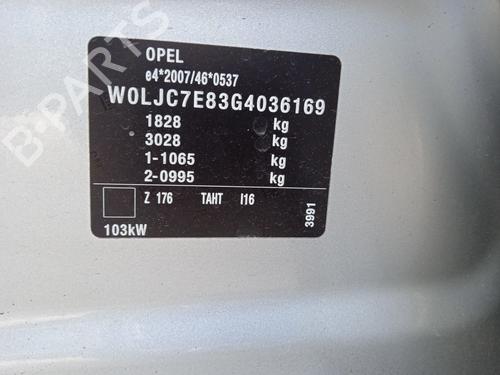 B-PARTS
OPEL
e4*2007/46*0537
W0LJC7E83G4036169
1828 kg
3028 kg
1-1065 kg
2-0995 kg
Z 176 TAHT I16
103kW
3991